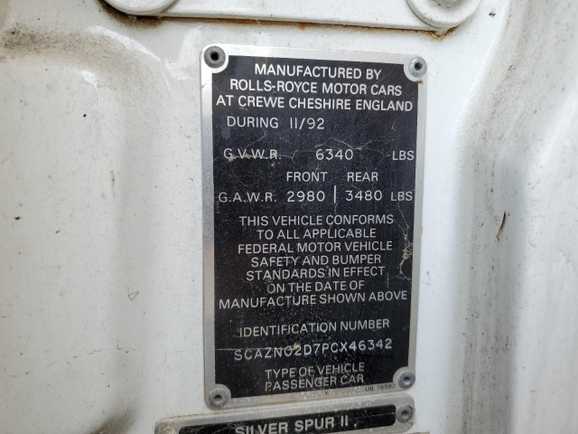 MANUFACTURED BY
ROLLS-ROYCE MOTOR CARS
AT CREWE CHESHIRE ENGLAND
DURING 11/92
G.V.W.R. 6340 LBS
FRONT REAR
G.A.W.R. 2980 | 3480 LBS
THIS VEHICLE CONFORMS
TO ALL APPLICABLE
FEDERAL MOTOR VEHICLE
SAFETY AND BUMPER
STANDARDS IN EFFECT
ON THE DATE OF
MANUFACTURE SHOWN ABOVE
IDENTIFICATION NUMBER
SCAZN02D7PCX46342
TYPE OF VEHICLE
PASSENGER CAR
SILVER SPUR II